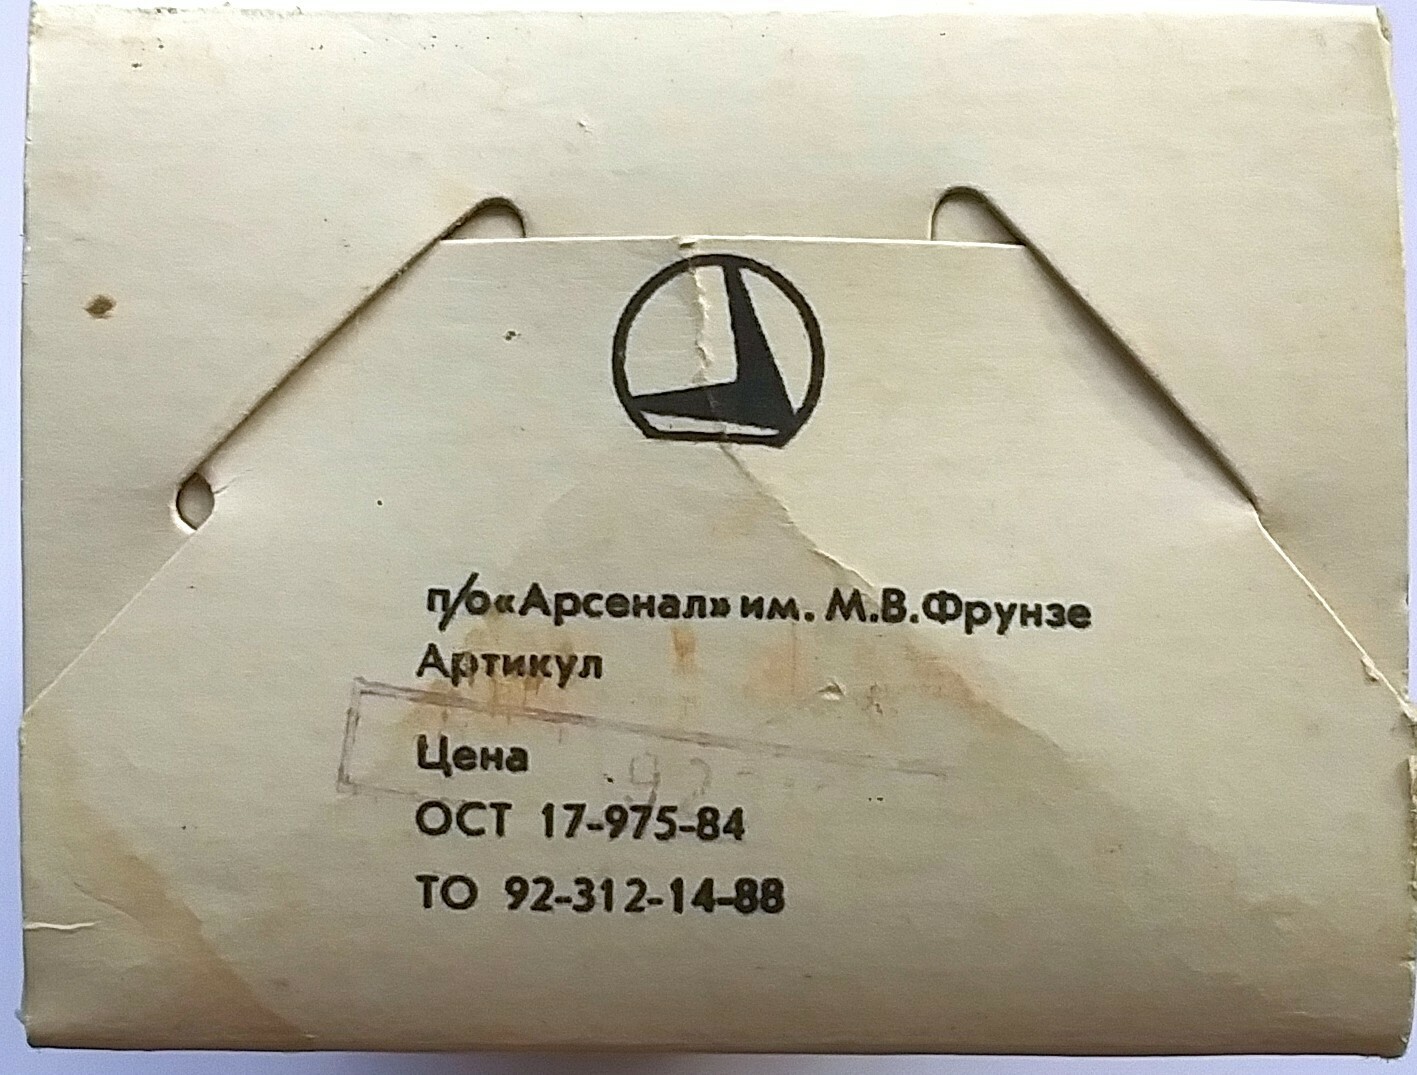 п/о «Арсенал» им. М.В.Фрунзе
Артикул
Цена
ОСТ 17-975-84
ТО 92-312-14-88